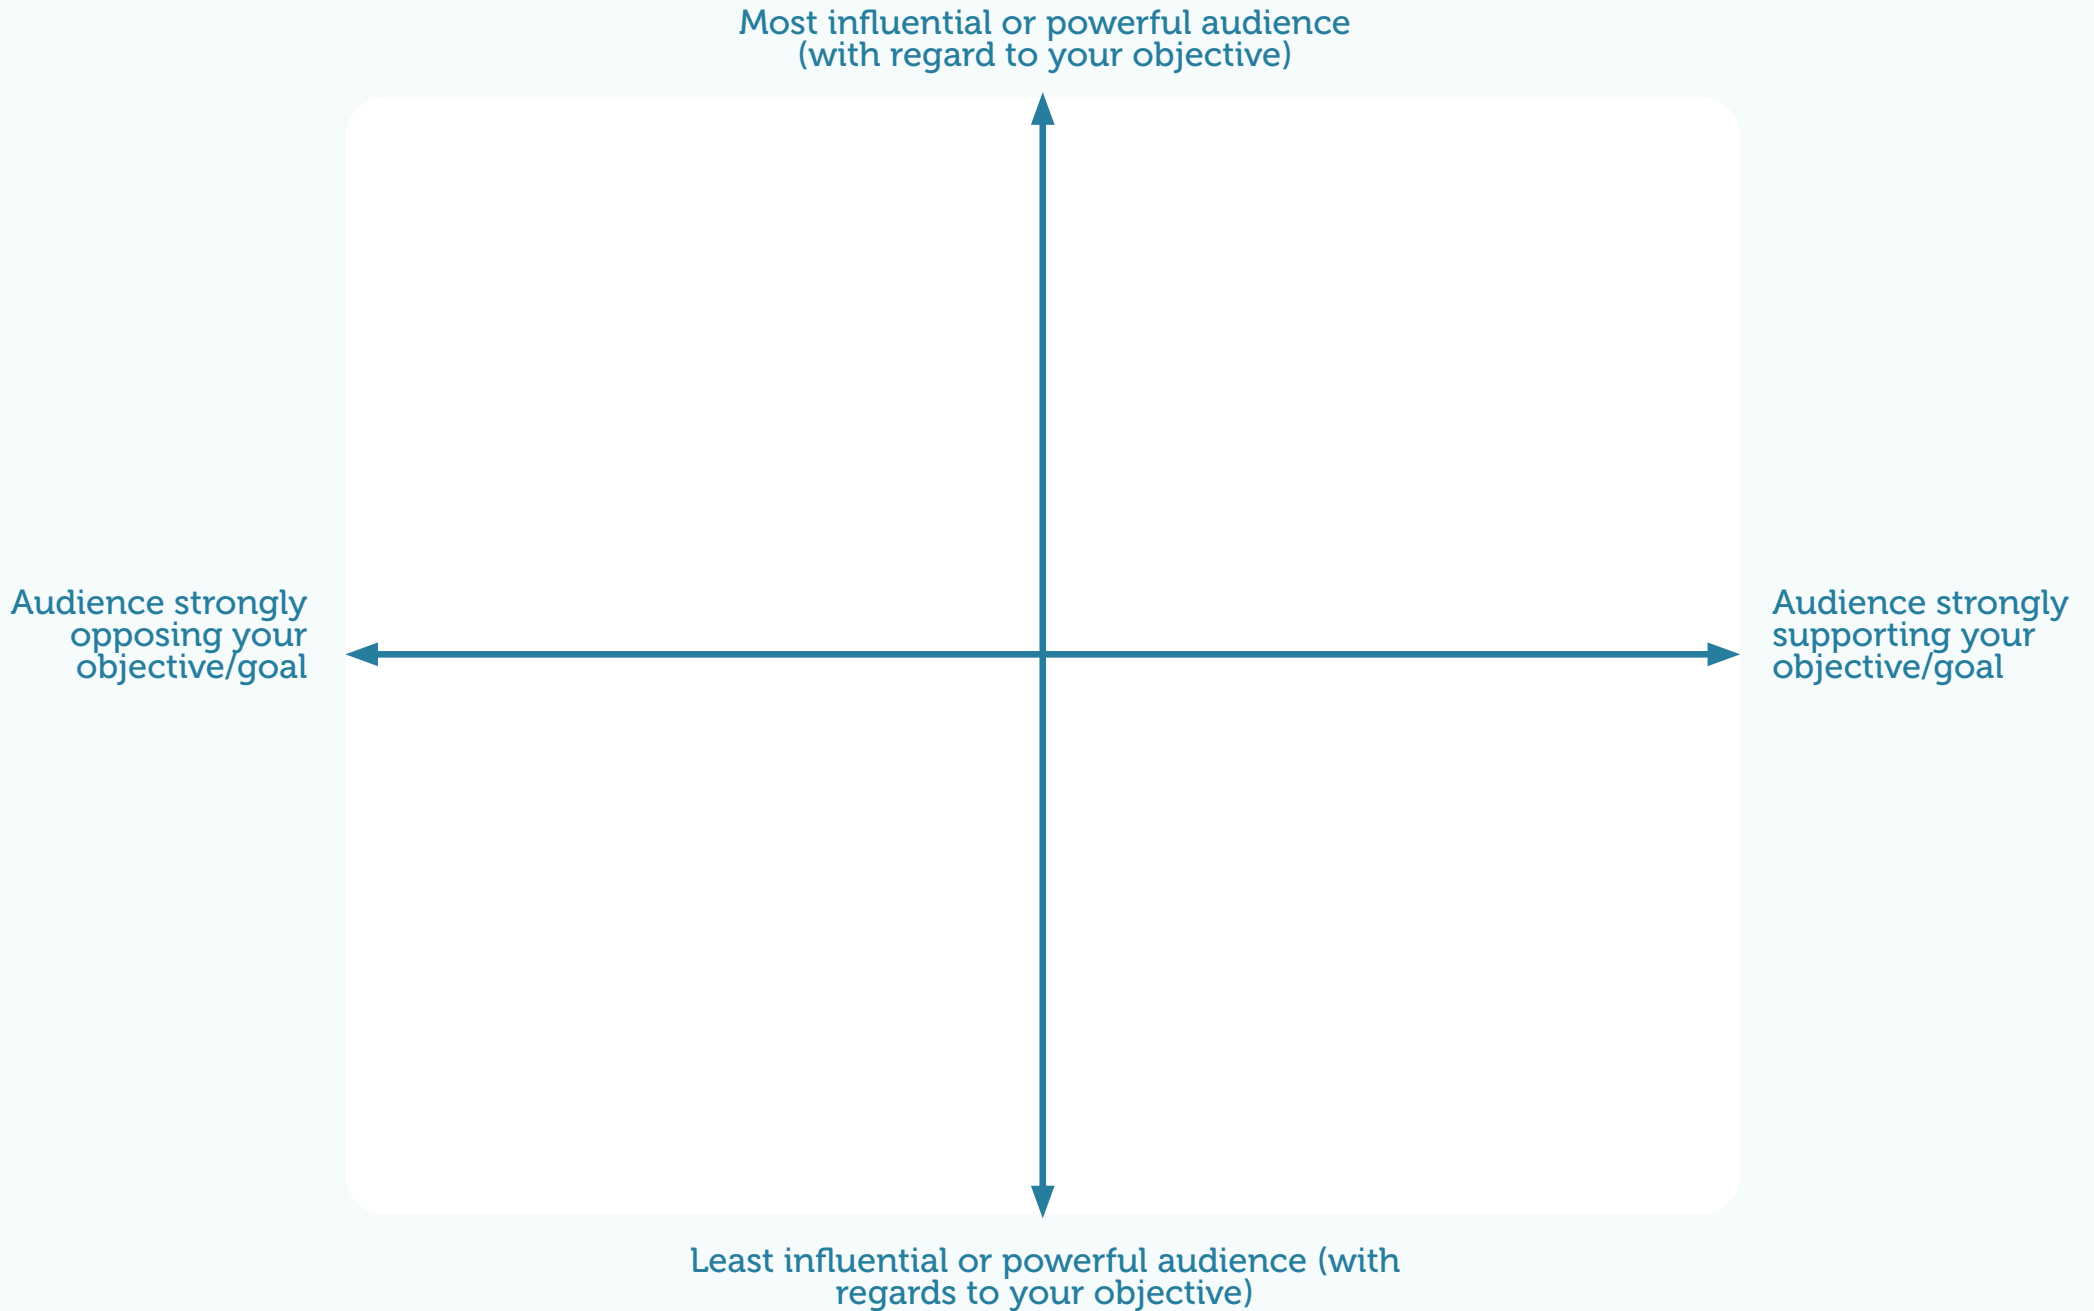 Most influential or powerful audience
(with regard to your objective)
Audience strongly
opposing your
objective/goal
Audience strongly
supporting your
objective/goal
Least influential or powerful audience (with
regards to your objective)